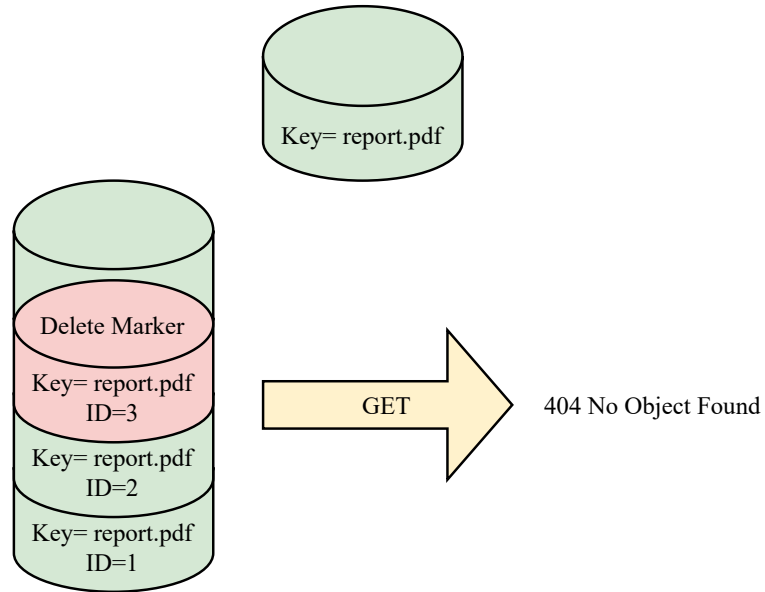 Key= report.pdf
Delete Marker
Key= report.pdf
ID=3
GET
404 No Object Found
Key= report.pdf
ID=2
Key= report.pdf
ID=1